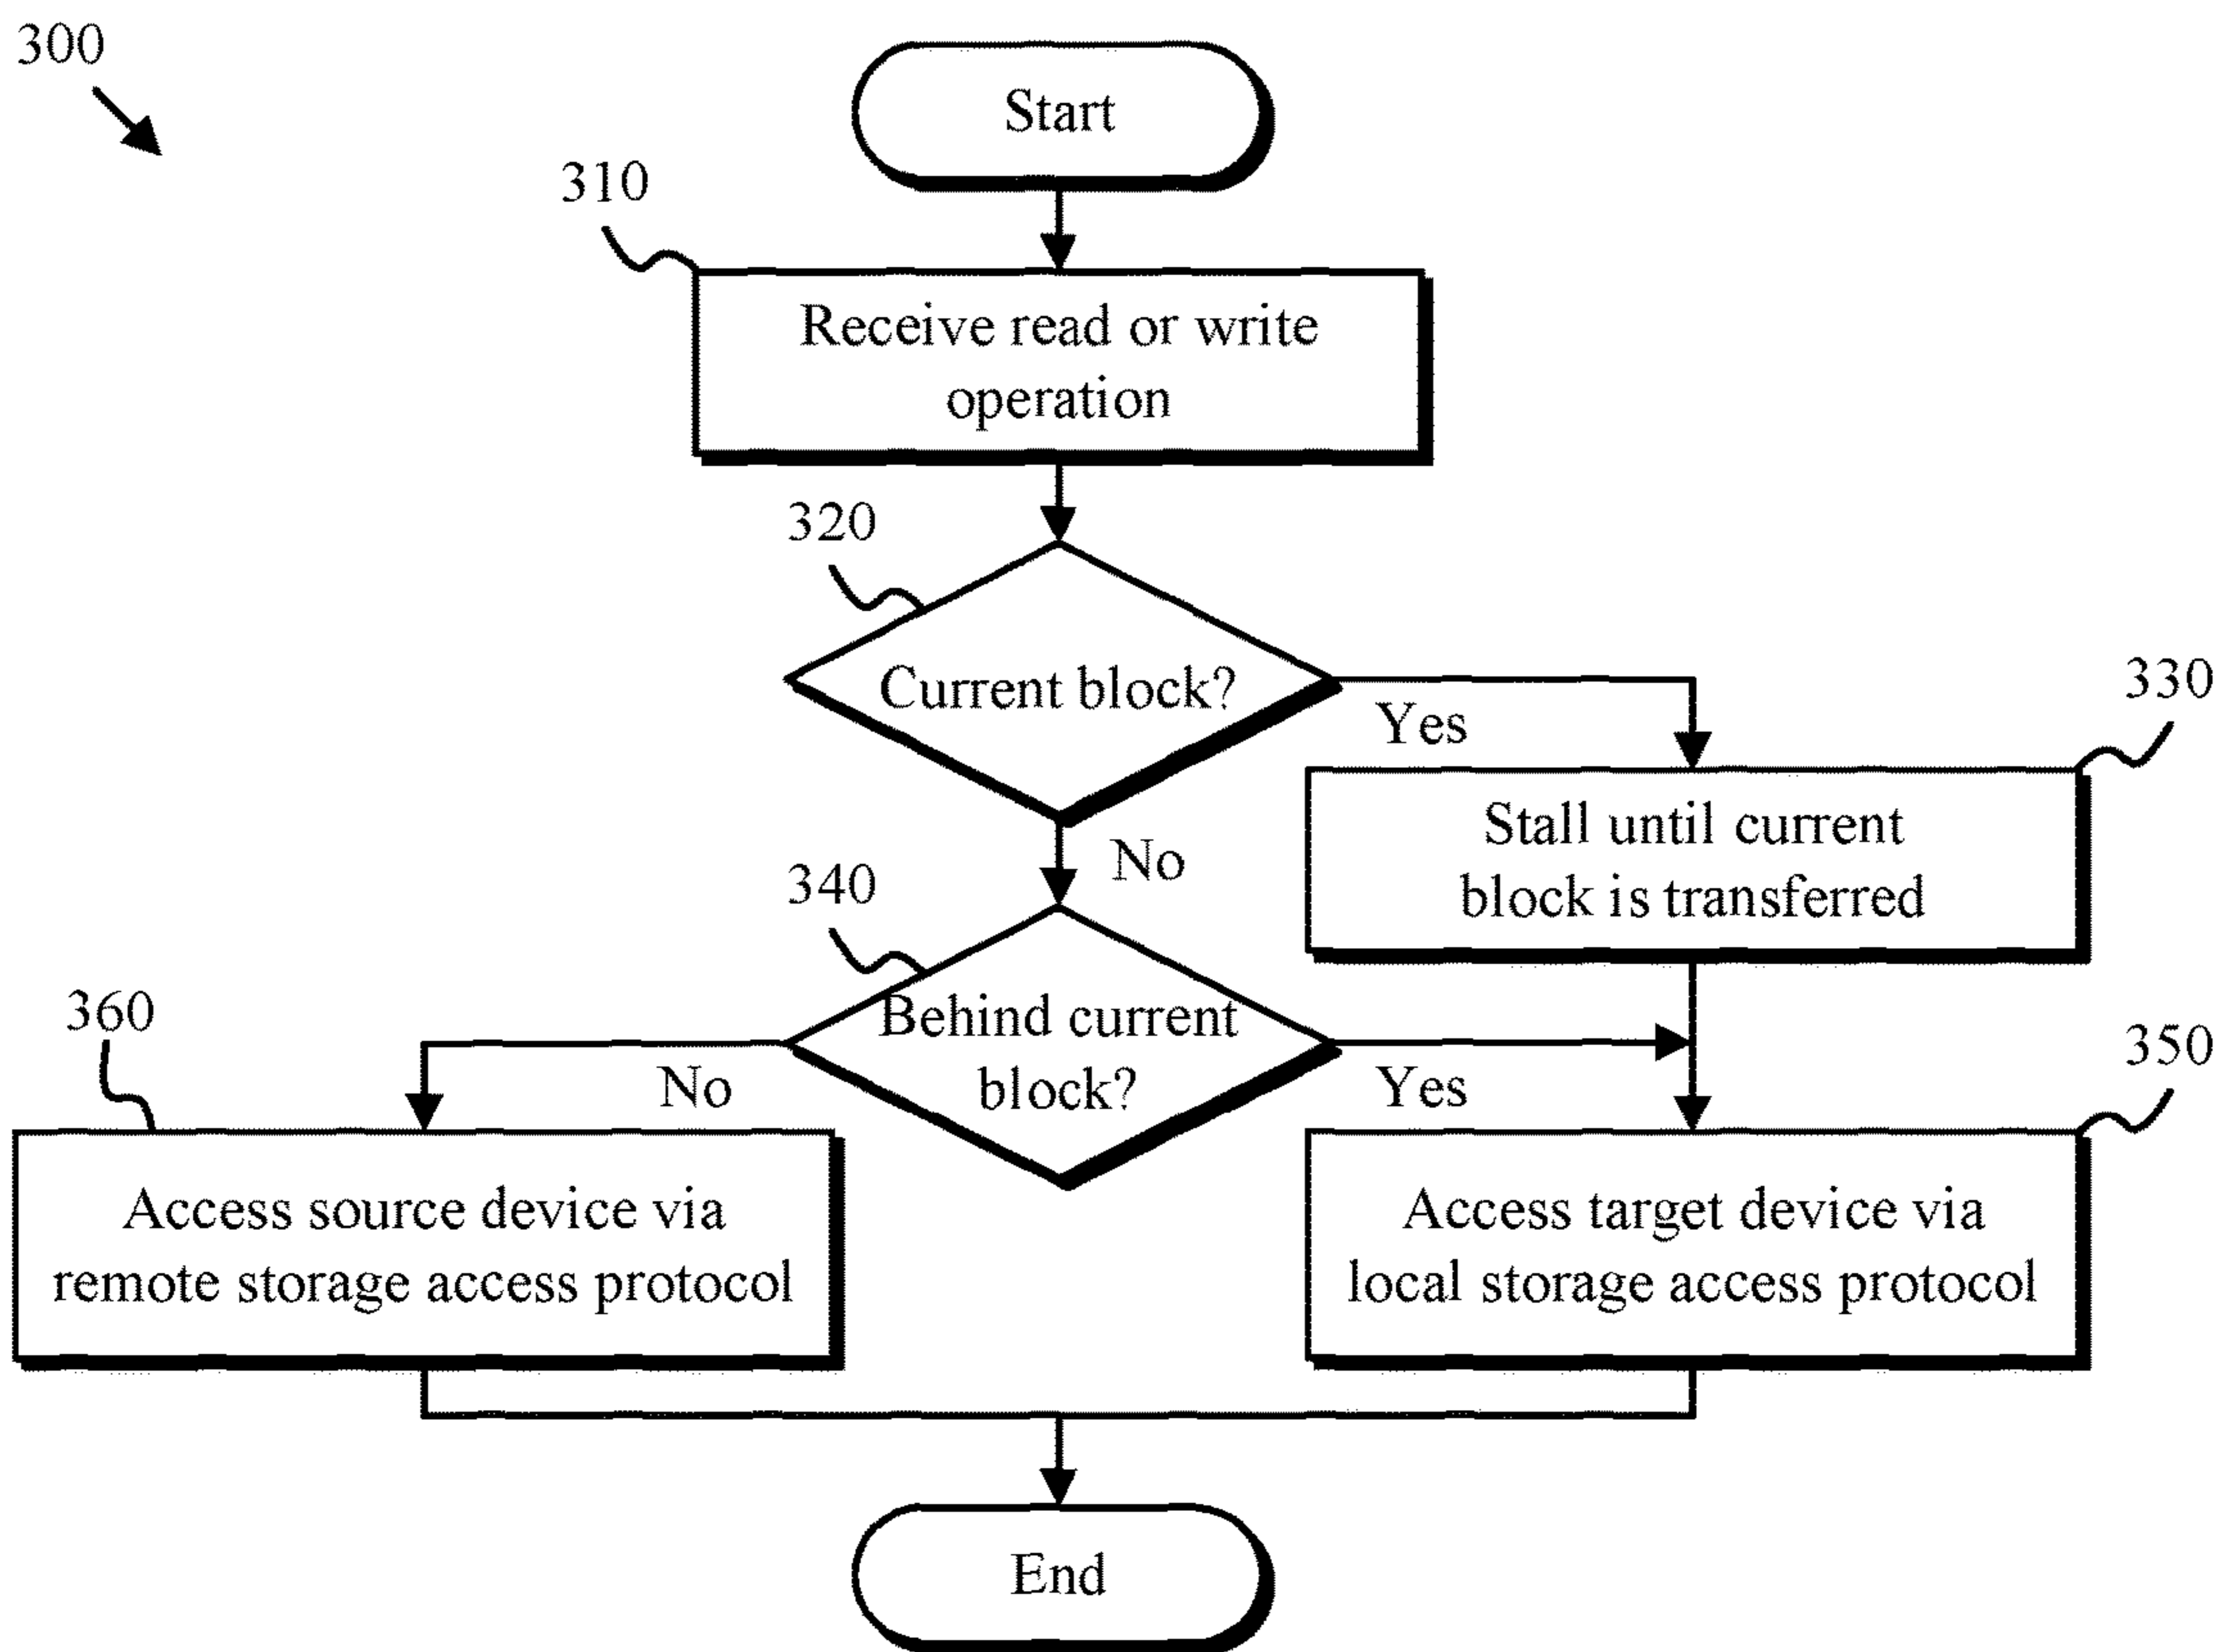 300
Start
310
Receive read or write
operation
320
Current block?
Yes
330
Stall until current
block is transferred
No
340
Behind current
block?
Yes
No
350
Access target device via
local storage access protocol
360
Access source device via
remote storage access protocol
End